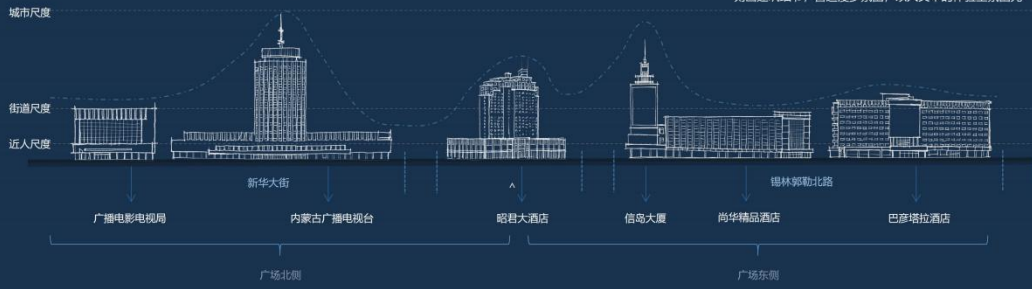 城市尺度
街道尺度
近人尺度
新华大街
^
锡林郭勒北路
广播电影电视局
内蒙古广播电视台
昭君大酒店
信岛大厦
尚华精品酒店
巴彦塔拉酒店
广场北侧
广场东侧